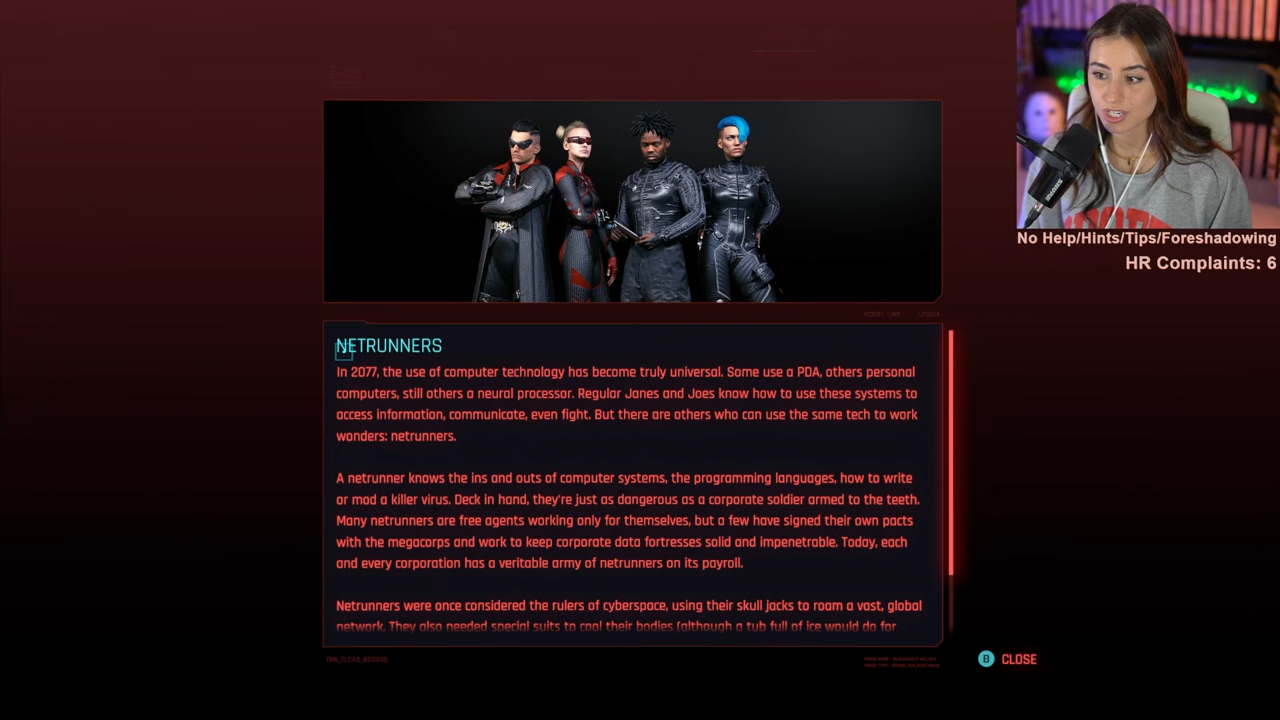 No Help/Hints/Tips/Foreshadowing
HR Complaints: 6
NETRUNNERS
In 2077, the use of computer technology has become truly universal. Some use a PDA, others personal
computers, still others a neural processor. Regular Janes and Joes know how to use these systems to
access information, communicate, even fight. But there are others who can use the same tech to work
wonders: netrunners.
A netrunner knows the ins and outs of computer systems, the programming languages, how to write
or mod a killer virus. Deck in hand, they're just as dangerous as a corporate soldier armed to the teeth.
Many netrunners are free agents working only for themselves, but a few have signed their own pacts
with the megacorps and work to keep corporate data fortresses solid and impenetrable. Today, each
and every corporation has a veritable army of netrunners on its payroll.
Netrunners were once considered the rulers of cyberspace, using their skull jacks to roam a vast, global
network. They also needed special suits to cool their bodies (although a tub full of ice would do for
B CLOSE